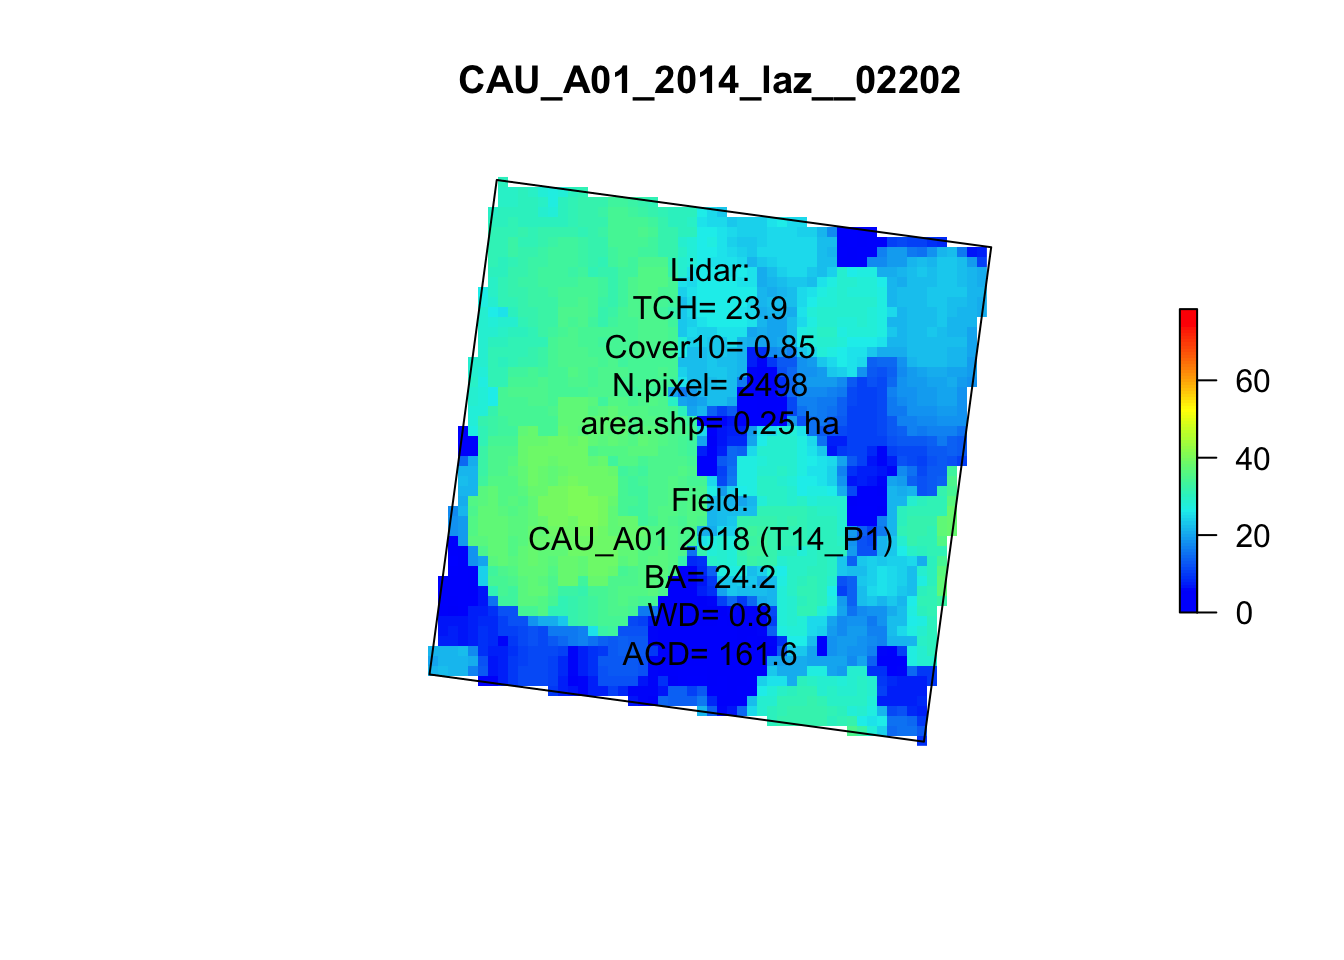 CAU_A01_2014_laz__02202
Lidar:
TCH= 23.9
Cover10= 0.85
N.pixel= 2498
area.shp= 0.25 ha
Field:
CAU_A01 2018 (T14_P1)
BA= 24.2
WD= 0.8
ACD= 161.6
60
40
20
0